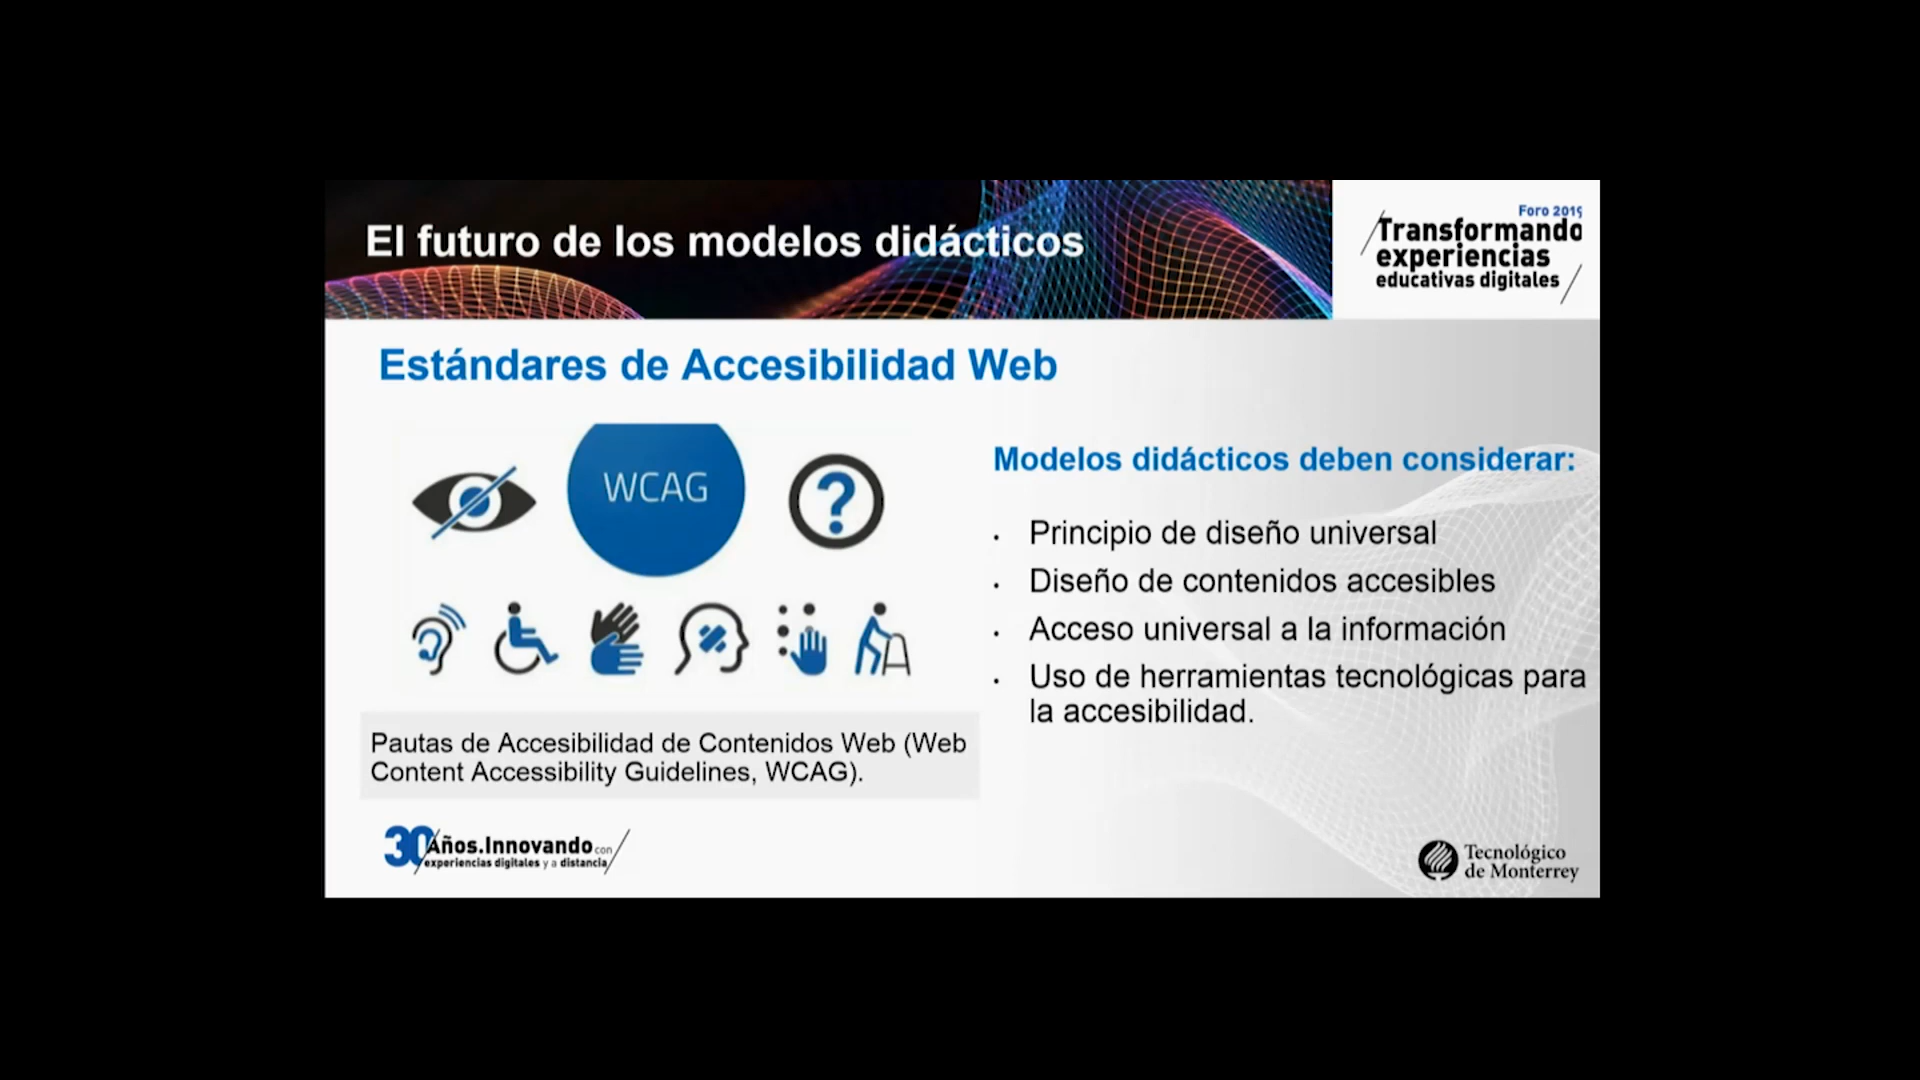 El futuro de los modelos didácticos
Foro 2019
Transformando
experiencias
educativas digitales
Estándares de Accesibilidad Web
WCAG
?
Pautas de Accesibilidad de Contenidos Web (Web
Content Accessibility Guidelines, WCAG).
Modelos didácticos deben considerar:
• Principio de diseño universal
• Diseño de contenidos accesibles
• Acceso universal a la información
• Uso de herramientas tecnológicas para
la accesibilidad.
30 Años.Innovando con
experiencias digitales y a distancia
Tecnológico
de Monterrey